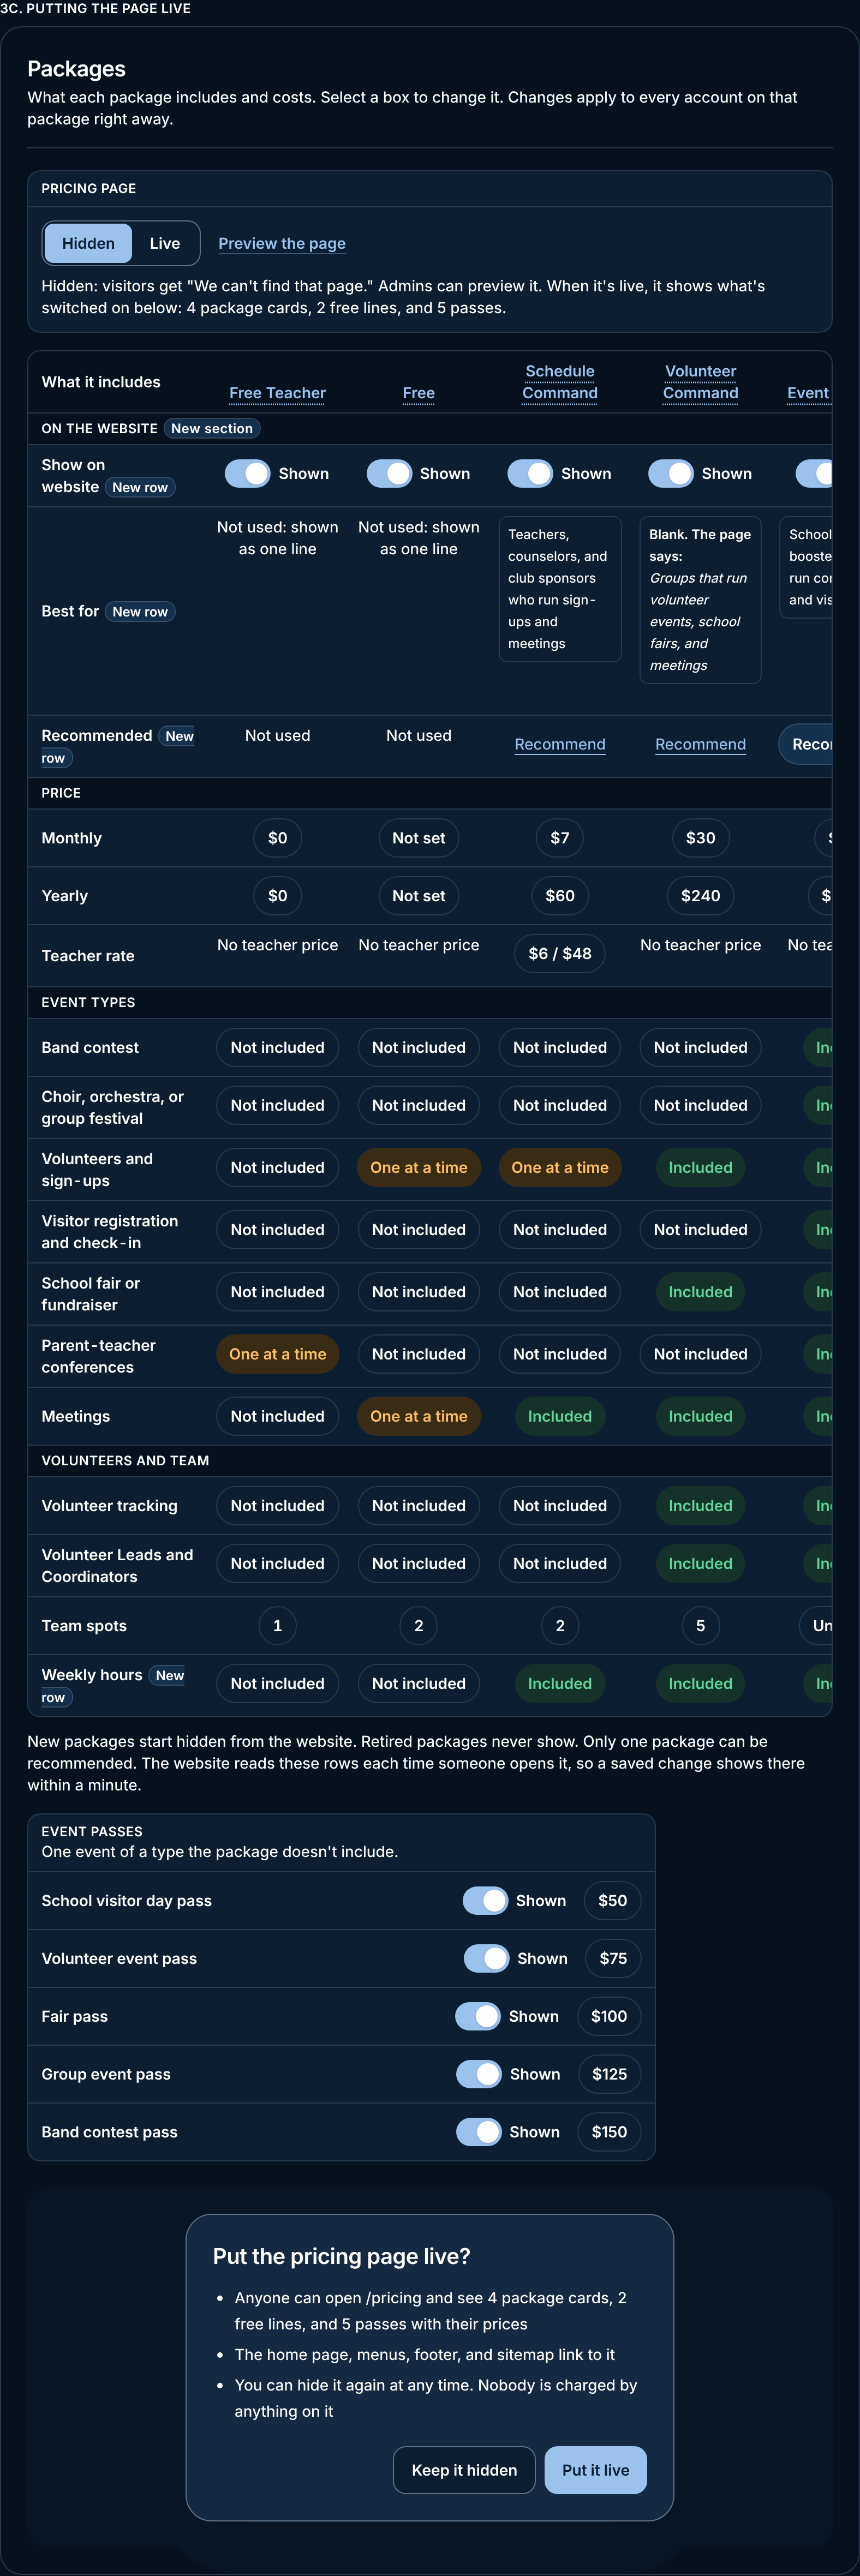 3C. PUTTING THE PAGE LIVE
Packages
What each package includes and costs. Select a box to change it. Changes apply to every account on that
package right away.
PRICING PAGE
Hidden Live Preview the page
Hidden: visitors get "We can't find that page." Admins can preview it. When it's live, it shows what's
switched on below: 4 package cards, 2 free lines, and 5 passes.
What it includes Free Teacher Free Schedule Command Volunteer Command Event
ON THE WEBSITE New section
Show on website New row Shown Shown Shown Shown
Best for New row
Not used: shown as one line
Not used: shown as one line
Teachers,
counselors, and
club sponsors
who run sign-
ups and
meetings
Blank. The page
says:
Groups that run
volunteer
events, school
fairs, and
meetings
School
run
and
Recommended New row Not used Not used Recommend Recommend
PRICE
Monthly $0 Not set $7 $30
Yearly $0 Not set $60 $240 $
Teacher rate No teacher price No teacher price $6 / $48 No teacher price No
EVENT TYPES
Band contest Not included Not included Not included Not included
Choir, orchestra, or group festival Not included Not included Not included Not included
Volunteers and sign-ups Not included One at a time One at a time Included
Visitor registration and check-in Not included Not included Not included Not included
School fair or fundraiser Not included Not included Not included Included
Parent-teacher conferences One at a time Not included Not included Not included
Meetings Not included One at a time Included Included
VOLUNTEERS AND TEAM
Volunteer tracking Not included Not included Not included Included
Volunteer Leads and Coordinators Not included Not included Not included Included
Team spots 1 2 2 5
Weekly hours New row Not included Not included Included Included
New packages start hidden from the website. Retired packages never show. Only one package can be
recommended. The website reads these rows each time someone opens it, so a saved change shows there
within a minute.
EVENT PASSES
One event of a type the package doesn't include.
School visitor day pass Shown $50
Volunteer event pass Shown $75
Fair pass Shown $100
Group event pass Shown $125
Band contest pass Shown $150
Put the pricing page live?
• Anyone can open /pricing and see 4 package cards, 2
free lines, and 5 passes with their prices
• The home page, menus, footer, and sitemap link to it
• You can hide it again at any time. Nobody is charged by
anything on it
Keep it hidden Put it live